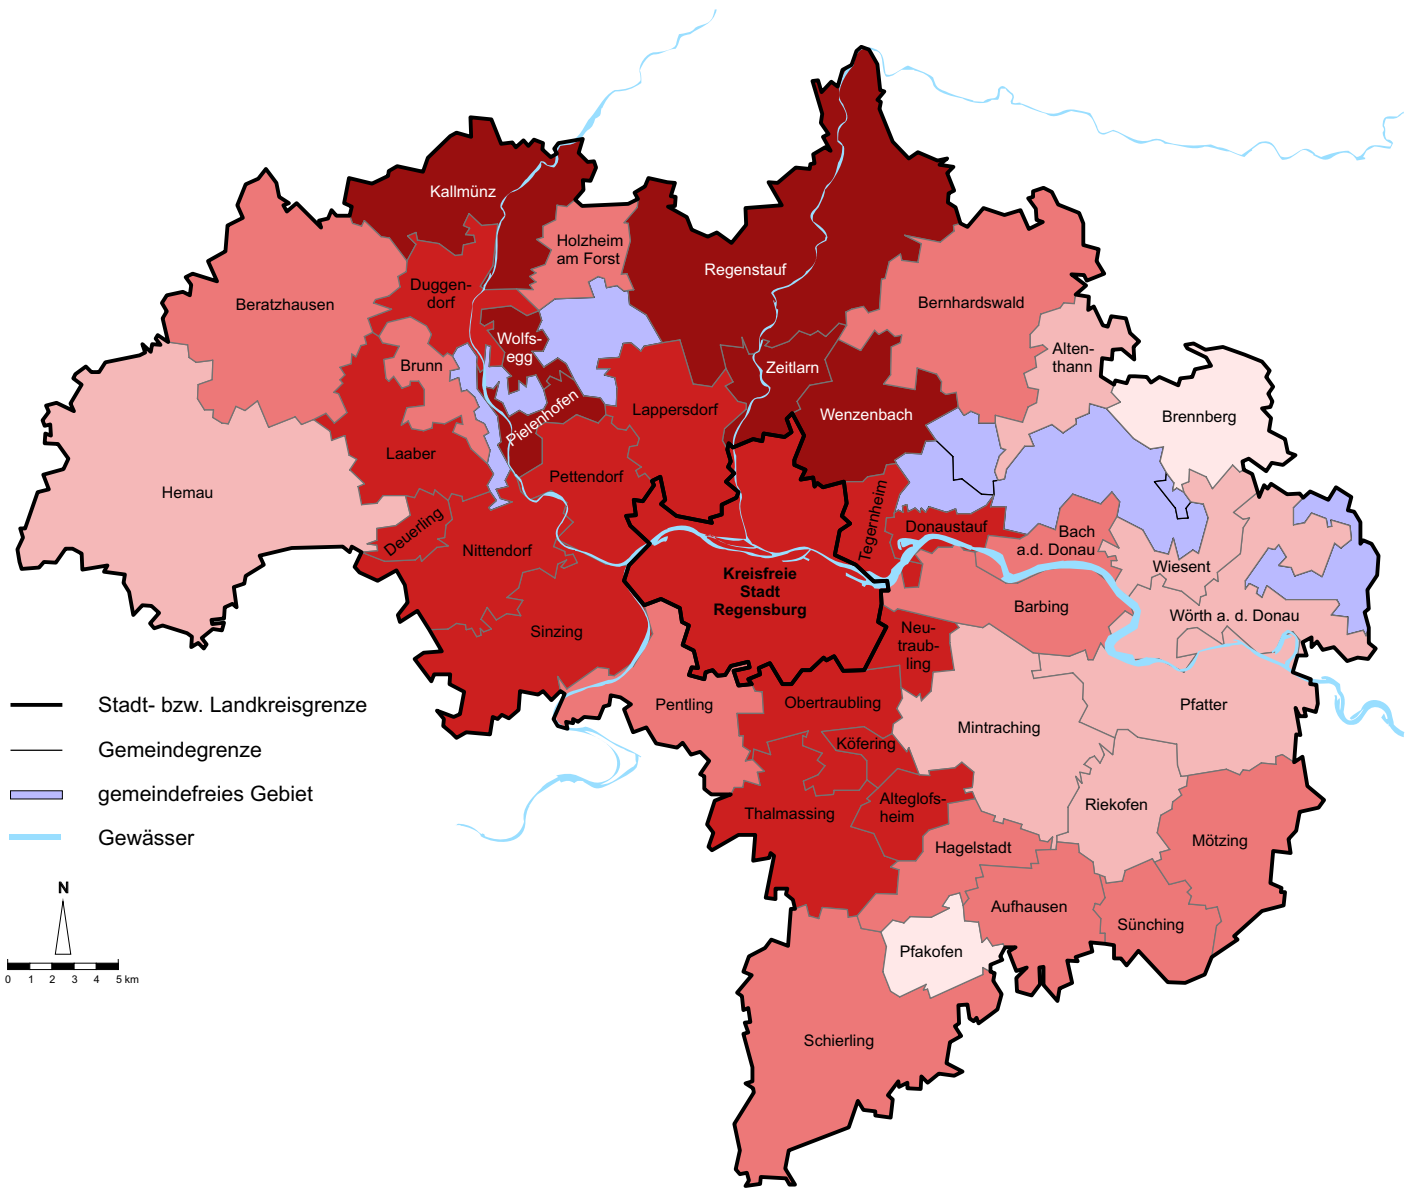 Kallmünz
Holzheim
am Forst
Regenstauf
Beratzhausen
Duggen-
dorf
Bernhardswald
Wolfs-
egg
Brunn
Zeitlarn
Alten-
thann
Pielenhofen
Lappersdorf
Wenzenbach
Brennberg
Laaber
Hemau
Pettendorf
Tegernheim
Deuerling
Nittendorf
Donaustauf
Bach
a.d. Donau
Wiesent
Kreisfreie
Stadt
Regensburg
Barbing
Wörth a. d. Donau
Sinzing
Neu-
traub-
ling
Pentling
Obertraubling
Pfatter
Mintraching
Köfering
Thalmassing
Alteglofs-
heim
Riekofen
Mötzing
Hagelstadt
Aufhausen
Sünching
Pfakofen
Schierling
Stadt- bzw. Landkreisgrenze
Gemeindegrenze
gemeindefreies Gebiet
Gewässer
N
0 1 2 3 4 5 km